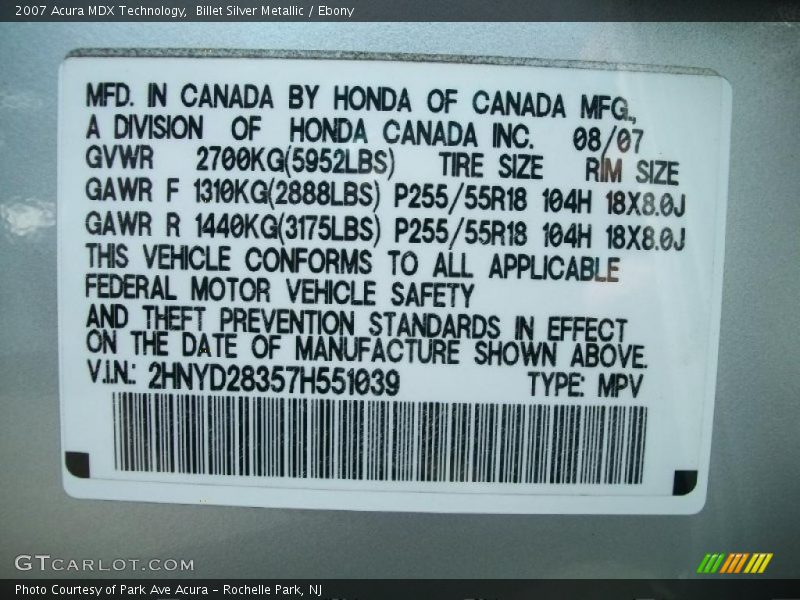 2007 Acura MDX Technology, Billet Silver Metallic / Ebony
MFD. IN CANADA BY HONDA OF CANADA MFG.,
A DIVISION OF HONDA CANADA INC. 08/07
GVWR 2700KG(5952LBS) TIRE SIZE RIM SIZE
GAWR F 1310KG(2888LBS) P255/55R18 104H 18X8.0J
GAWR R 1440KG(3175LBS) P255/55R18 104H 18X8.0J
THIS VEHICLE CONFORMS TO ALL APPLICABLE
FEDERAL MOTOR VEHICLE SAFETY
AND THEFT PREVENTION STANDARDS IN EFFECT
ON THE DATE OF MANUFACTURE SHOWN ABOVE.
V.I.N.: 2HNYD28357H551039 TYPE: MPV
GTCARLOT.COM
Photo Courtesy of Park Ave Acura - Rochelle Park, NJ